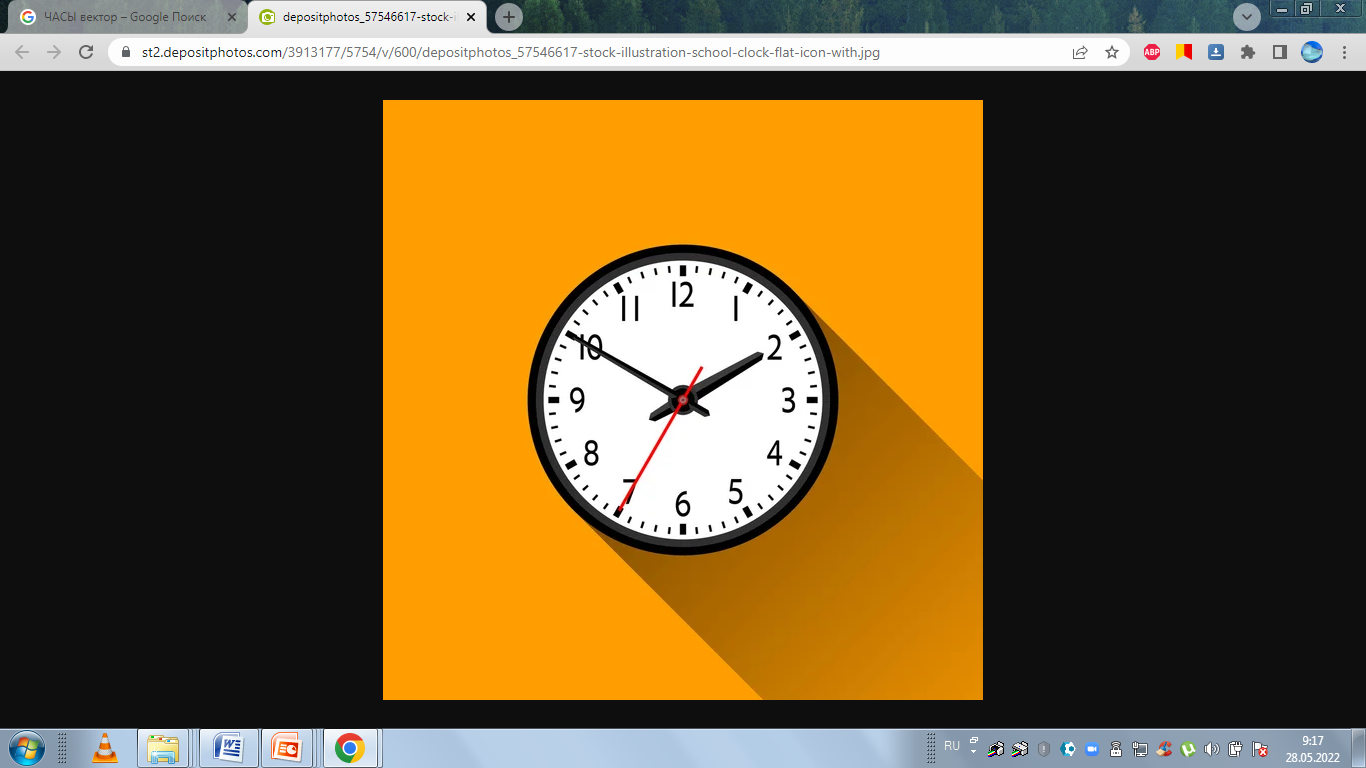 ЧАСЫ вектор – Google Поиск
depositphotos_57546617-stock-i
st2.depositphotos.com/3913177/5754/v/600/depositphotos_57546617-stock-illustration-school-clock-flat-icon-with.jpg
ABP
12
11
1
10
2
9
3
8
4
7
5
6
RU
9:17
28.05.2022